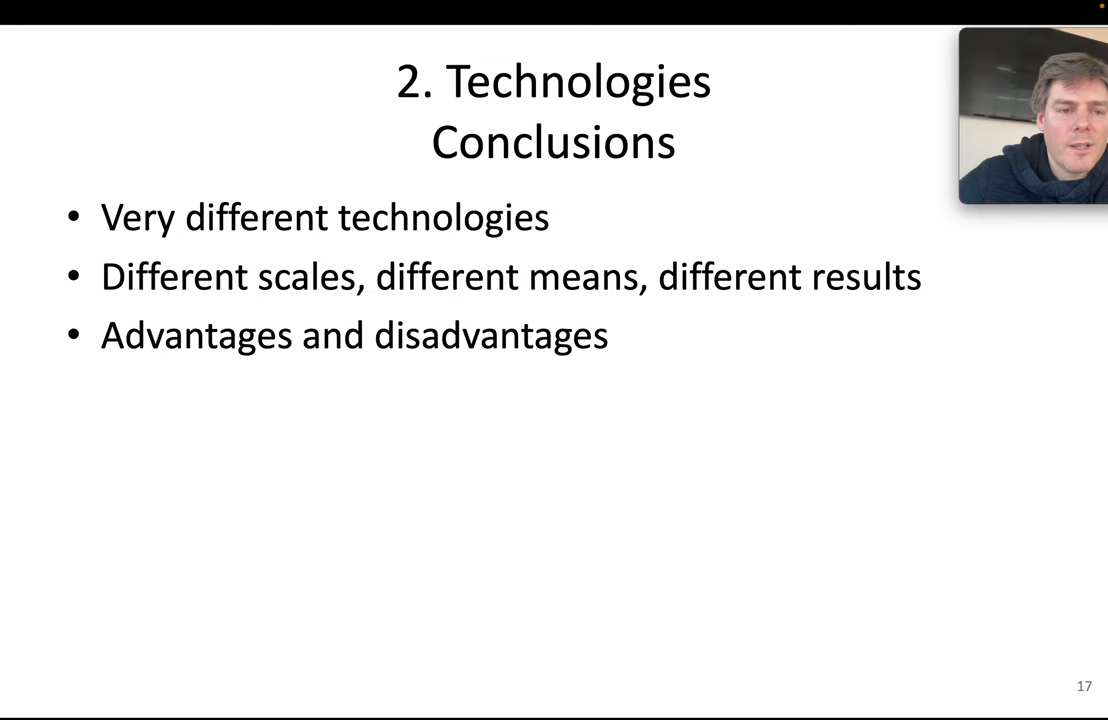 2. Technologies
Conclusions
• Very different technologies
• Different scales, different means, different results
• Advantages and disadvantages
17